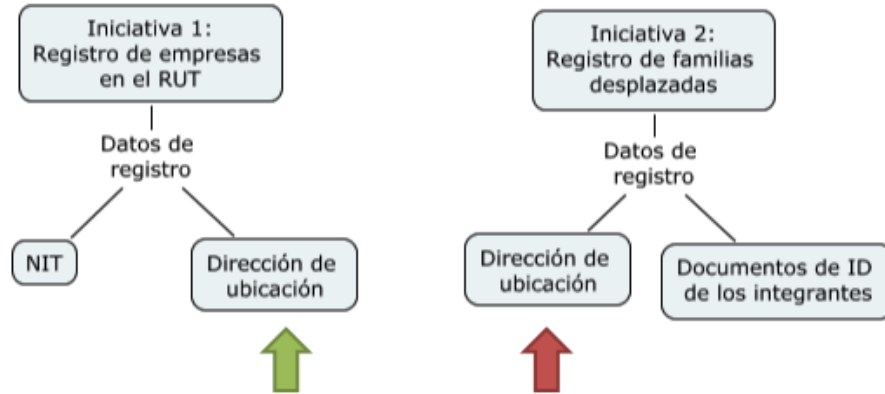 Iniciativa 1:
Registro de empresas
en el RUT
Datos de
registro
NIT
Dirección de
ubicación
Iniciativa 2:
Registro de familias
desplazadas
Datos de
registro
Dirección de
ubicación
Documentos de ID
de los integrantes